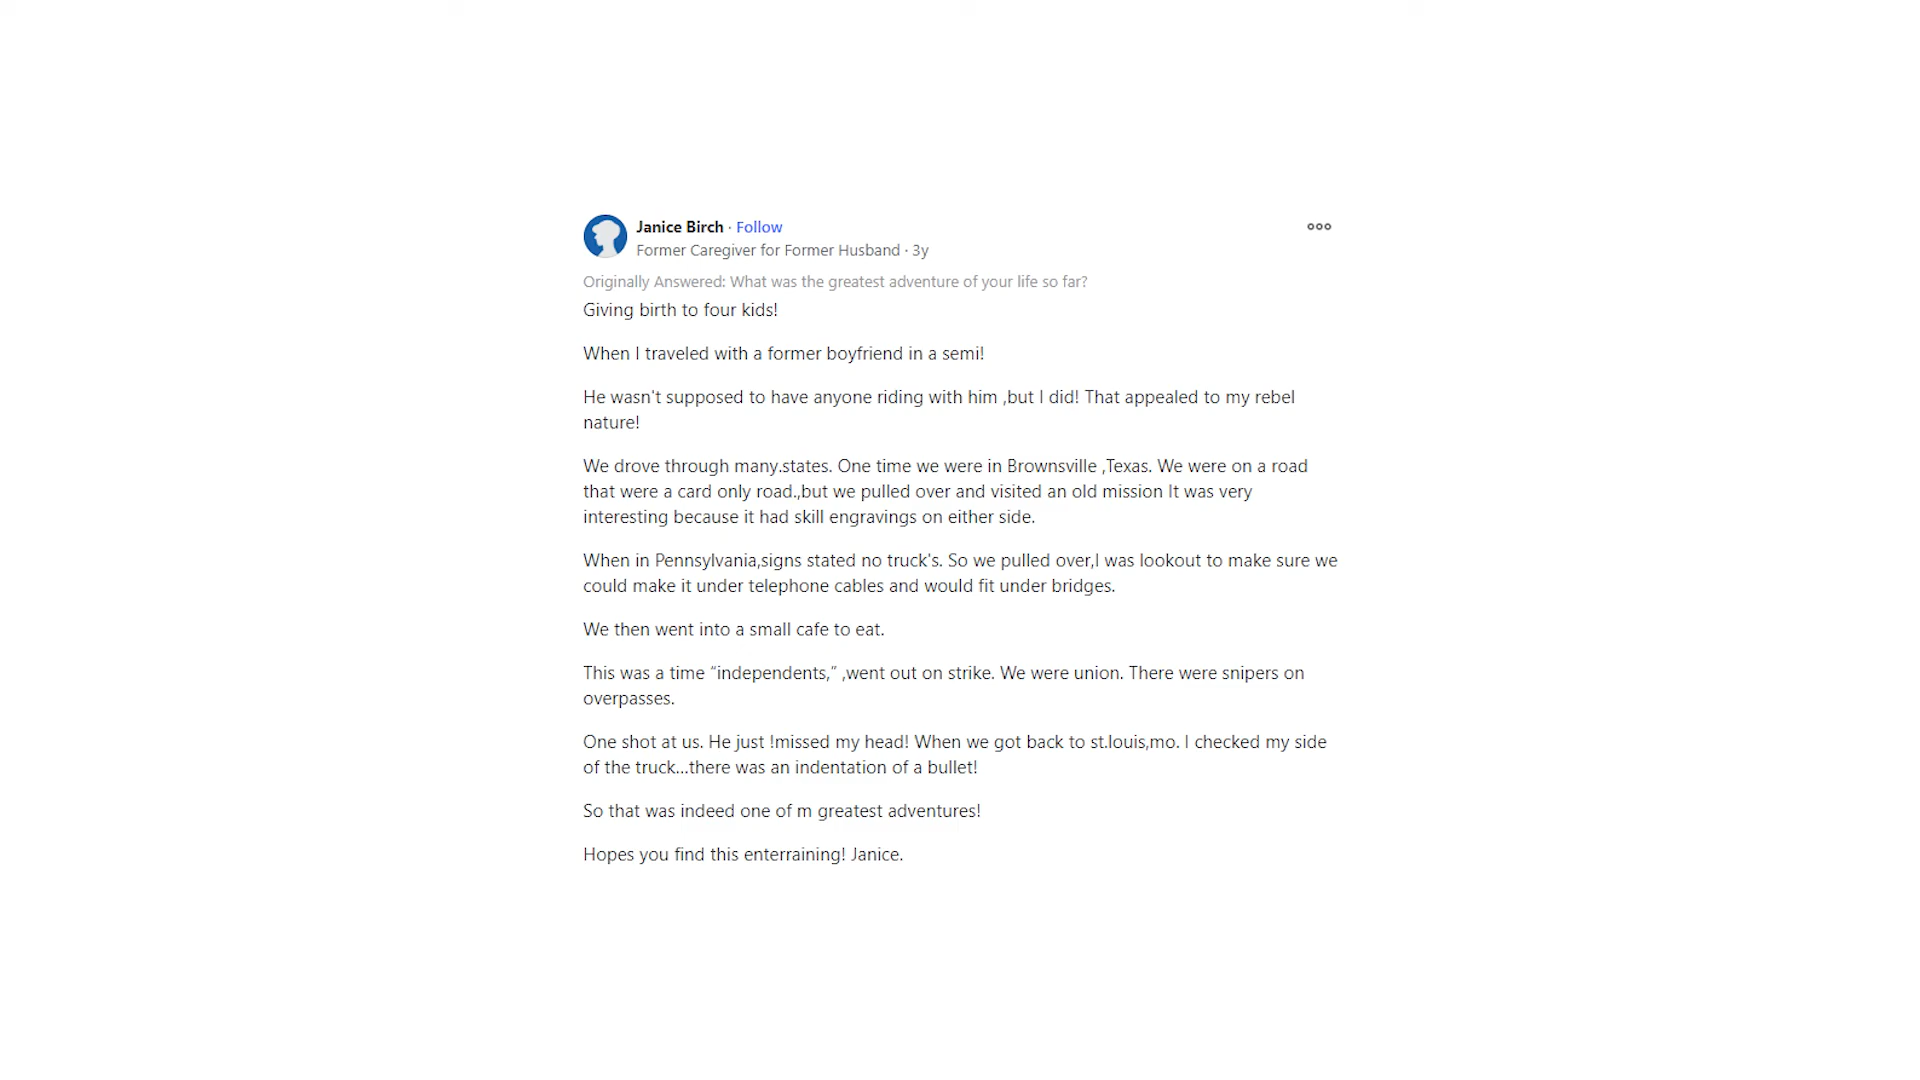 Janice Birch · Follow
Former Caregiver for Former Husband · 3y
Originally Answered: What was the greatest adventure of your life so far?
Giving birth to four kids!
When I traveled with a former boyfriend in a semi!
He wasn't supposed to have anyone riding with him ,but I did! That appealed to my rebel
nature!
We drove through many.states. One time we were in Brownsville ,Texas. We were on a road
that were a card only road.,but we pulled over and visited an old mission It was very
interesting because it had skill engravings on either side.
When in Pennsylvania,signs stated no truck's. So we pulled over,I was lookout to make sure we
could make it under telephone cables and would fit under bridges.
We then went into a small cafe to eat.
This was a time “independents,” ,went out on strike. We were union. There were snipers on
overpasses.
One shot at us. He just !missed my head! When we got back to st.louis,mo. I checked my side
of the truck...there was an indentation of a bullet!
So that was indeed one of m greatest adventures!
Hopes you find this enterraining! Janice.